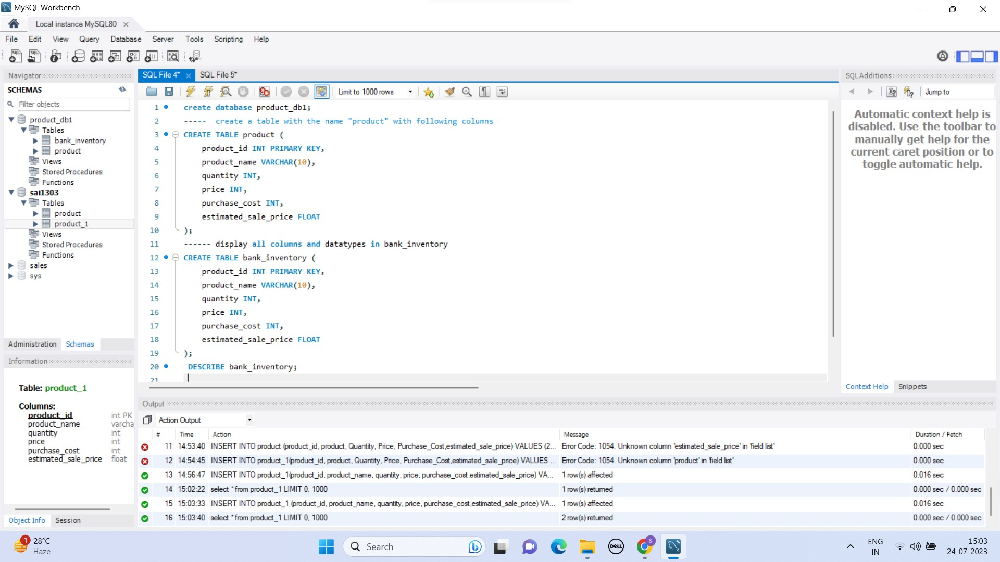 MySQL Workbench
Local instance MySQL80
File Edit View Query Database Server Tools Scripting Help
Navigator
SCHEMAS
Filter objects
product_db1
Tables
bank_inventory
product
Views
Stored Procedures
Functions
sai1303
Tables
product
product_1
Views
Stored Procedures
Functions
sales
sys
Administration Schemas
Information
Table: product_1
Columns:
product_id int PK
product_name varcha
quantity int
price int
purchase_cost int
estimated_sale_price float
Object Info Session
SQL File 4* SQL File 5*
Limit to 1000 rows
1 create database product_db1;
2 ----- create a table with the name "product" with following columns
3 CREATE TABLE product (
4 product_id INT PRIMARY KEY,
5 product_name VARCHAR(10),
6 quantity INT,
7 price INT,
8 purchase_cost INT,
9 estimated_sale_price FLOAT
10 );
11 ------ display all columns and datatypes in bank_inventory
12 CREATE TABLE bank_inventory (
13 product_id INT PRIMARY KEY,
14 product_name VARCHAR(10),
15 quantity INT,
16 price INT,
17 purchase_cost INT,
18 estimated_sale_price FLOAT
19 );
20 DESCRIBE bank_inventory;
21
SQLAdditions
Jump to
Automatic context help is
disabled. Use the toolbar to
manually get help for the
current caret position or to
toggle automatic help.
Context Help Snippets
Output
Action Output
# Time Action Message Duration / Fetch
11 14:53:40 INSERT INTO product (product_id, product, Quantity, Price, Purchase_Cost,estimated_sale_price) VALUES (2... Error Code: 1054. Unknown column 'estimated_sale_price' in 'field list' 0.000 sec
12 14:54:45 INSERT INTO product_1(product_id, product, Quantity, Price, Purchase_Cost,estimated_sale_price) VALUES ... Error Code: 1054. Unknown column 'product' in 'field list' 0.000 sec
13 14:56:47 INSERT INTO product_1(product_id, product_name, quantity, price, purchase_cost,estimated_sale_price) VA... 1 row(s) affected 0.016 sec
14 15:02:22 select * from product_1 LIMIT 0, 1000 1 row(s) returned 0.000 sec / 0.000 sec
15 15:03:33 INSERT INTO product_1 (product_id, product_name, quantity, price, purchase_cost,estimated_sale_price) VA... 1 row(s) affected 0.016 sec
16 15:03:40 select * from product_1 LIMIT 0, 1000 2 row(s) returned 0.000 sec / 0.000 sec
1 28°C
Haze
Search
DELL
S
ENG
IN
15:03
24-07-2023